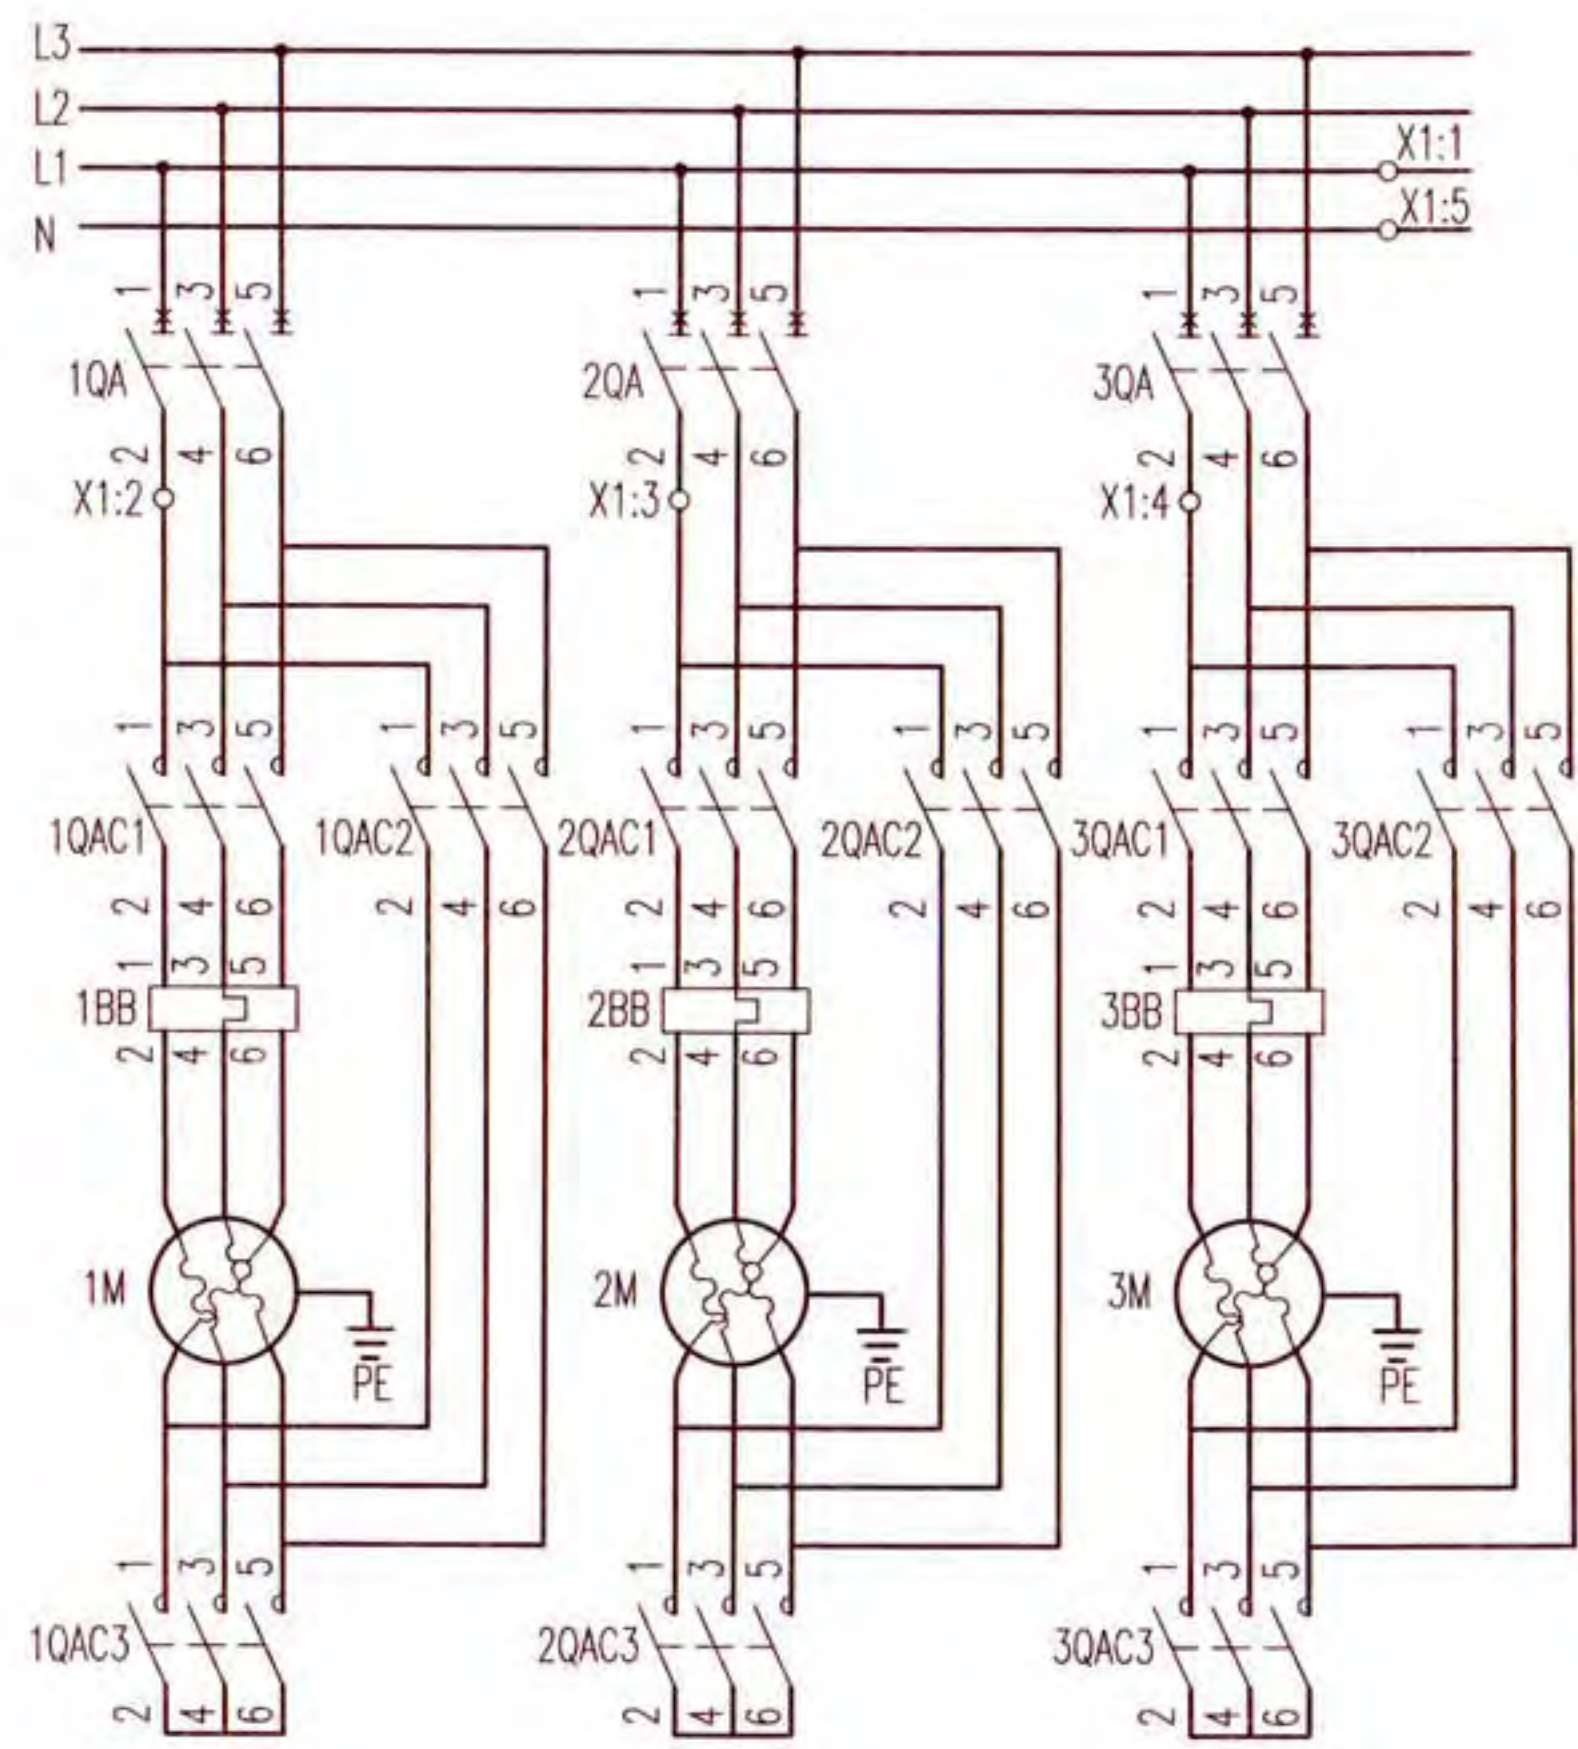 L3
L2
L1 X1:1
N X1:5
1 3 5 1 3 5 1 3 5
1QA 2QA 3QA
2 4 6 2 4 6 2 4 6
X1:2 X1:3 X1:4
1 3 5 1 3 5 1 3 5 1 3 5 1 3 5 1 3 5
1QAC1 1QAC2 2QAC1 2QAC2 3QAC1 3QAC2
2 4 6 2 4 6 2 4 6 2 4 6 2 4 6 2 4 6
1 3 5 1 3 5 1 3 5
1BB 2BB 3BB
2 4 6 2 4 6 2 4 6
1M 2M 3M
PE PE PE
1 3 5 1 3 5 1 3 5
1QAC3 2QAC3 3QAC3
2 4 6 2 4 6 2 4 6